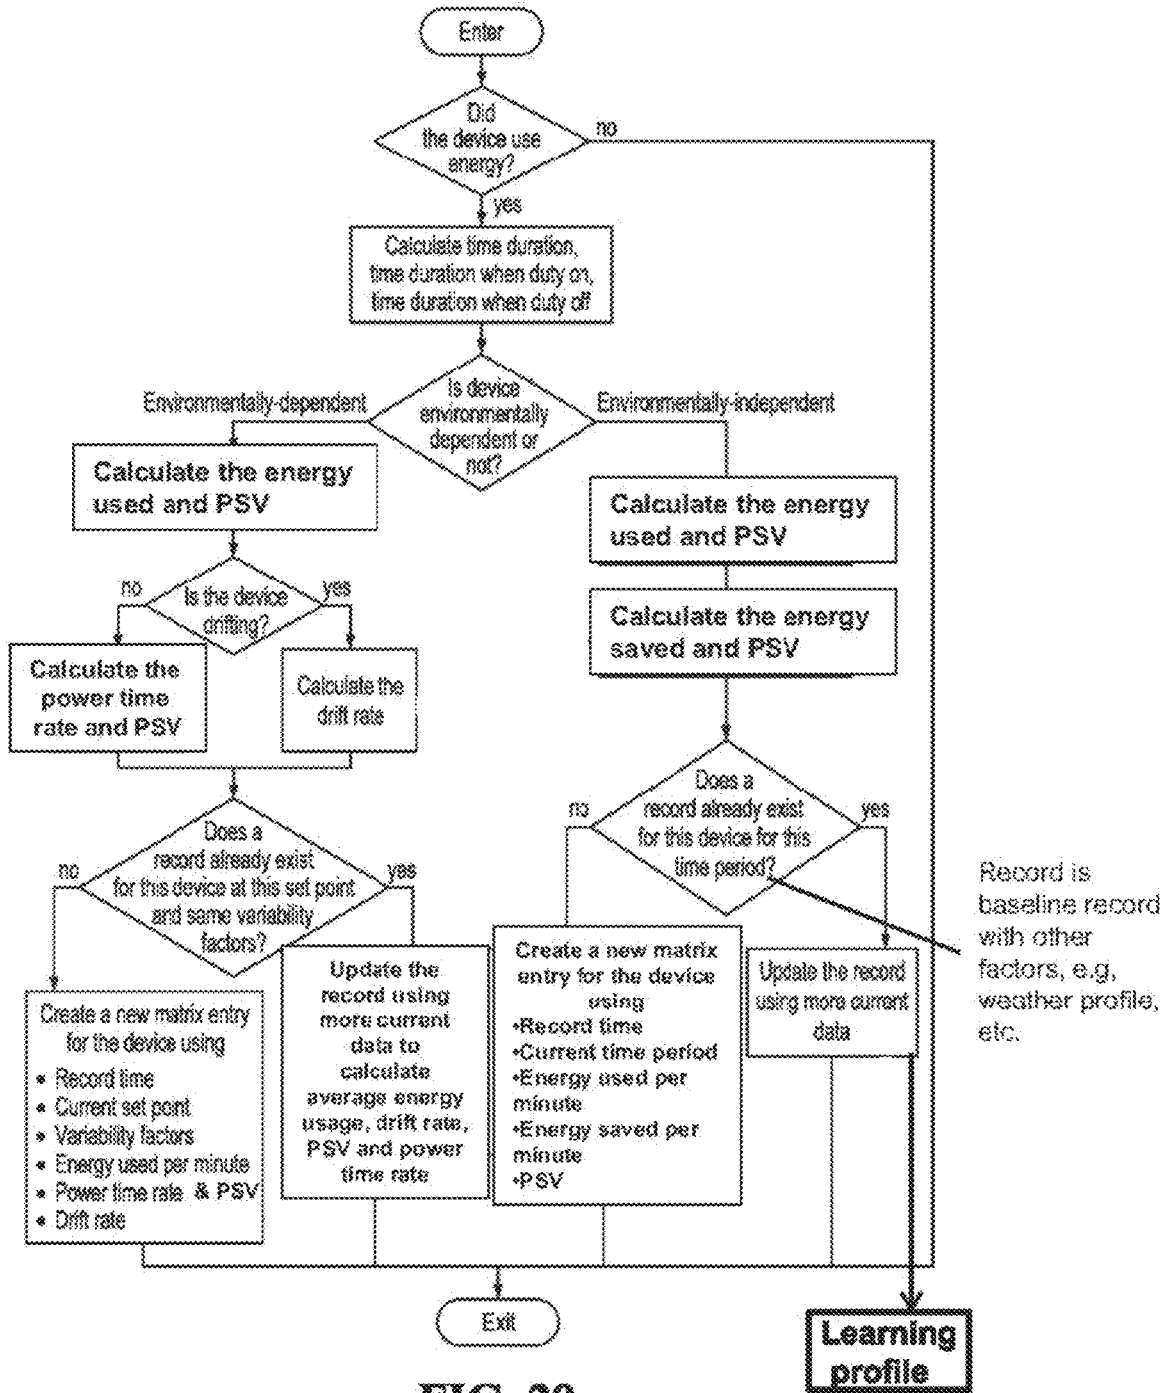 Enter
Did
the device use
energy?
no
yes
Calculate time duration,
time duration when duty on,
time duration when duty off
Is device
environmentally
dependent or
not?
Environmentally-dependent
Environmentally-independent
Calculate the energy
used and PSV
Is the device
drifting?
no
yes
Calculate the
power time
rate and PSV
Calculate the
drift rate
Does a
record already exist
for this device at this set point
and same variability
factors?
no
yes
Create a new matrix entry
for the device using
• Record time
• Current set point
• Variability factors
• Energy used per minute
• Power time rate & PSV
• Drift rate
Update the
record using
more current
data to
calculate
average energy
usage, drift rate,
PSV and power
time rate
Calculate the energy
used and PSV
Calculate the energy
saved and PSV
Does a
record already exist
for this device for this
time period?
no
yes
Create a new matrix
entry for the device
using
•Record time
•Current time period
•Energy used per
minute
•Energy saved per
minute
•PSV
Update the record
using more current
data
Record is
baseline record
with other
factors, e.g,
weather profile,
etc.
Exit
Learning
profile